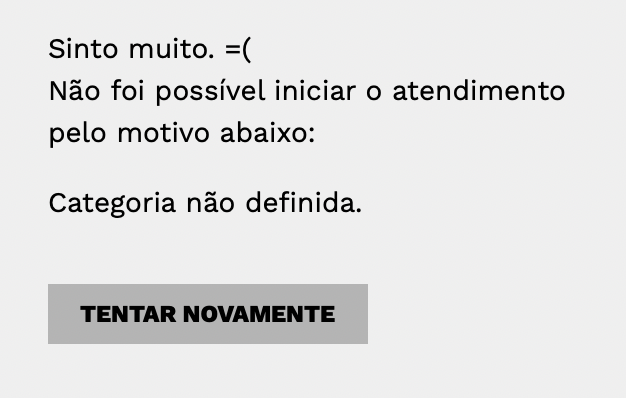 Sinto muito. =(
Não foi possível iniciar o atendimento
pelo motivo abaixo:
Categoria não definida.
TENTAR NOVAMENTE